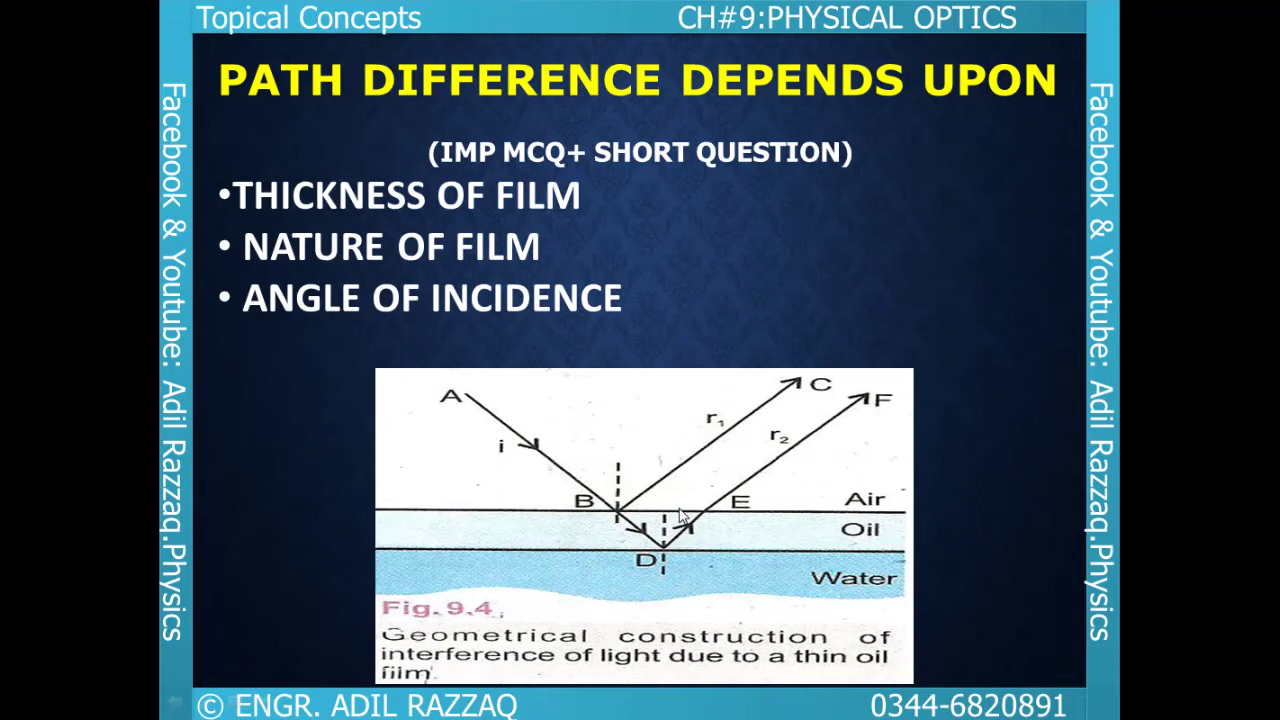 Topical Concepts
CH#9:PHYSICAL OPTICS
PATH DIFFERENCE DEPENDS UPON
(IMP MCQ+ SHORT QUESTION)
•THICKNESS OF FILM
• NATURE OF FILM
• ANGLE OF INCIDENCE
Facebook & Youtube: Adil Razzaq.Physics
Facebook & Youtube: Adil Razzaq.Physics
A
C
F
r₁
r₂
i
B
E
Air
Oil
D
Water
Fig. 9.4
Geometrical construction of
interference of light due to a thin oil
film.
© ENGR. ADIL RAZZAQ
0344-6820891